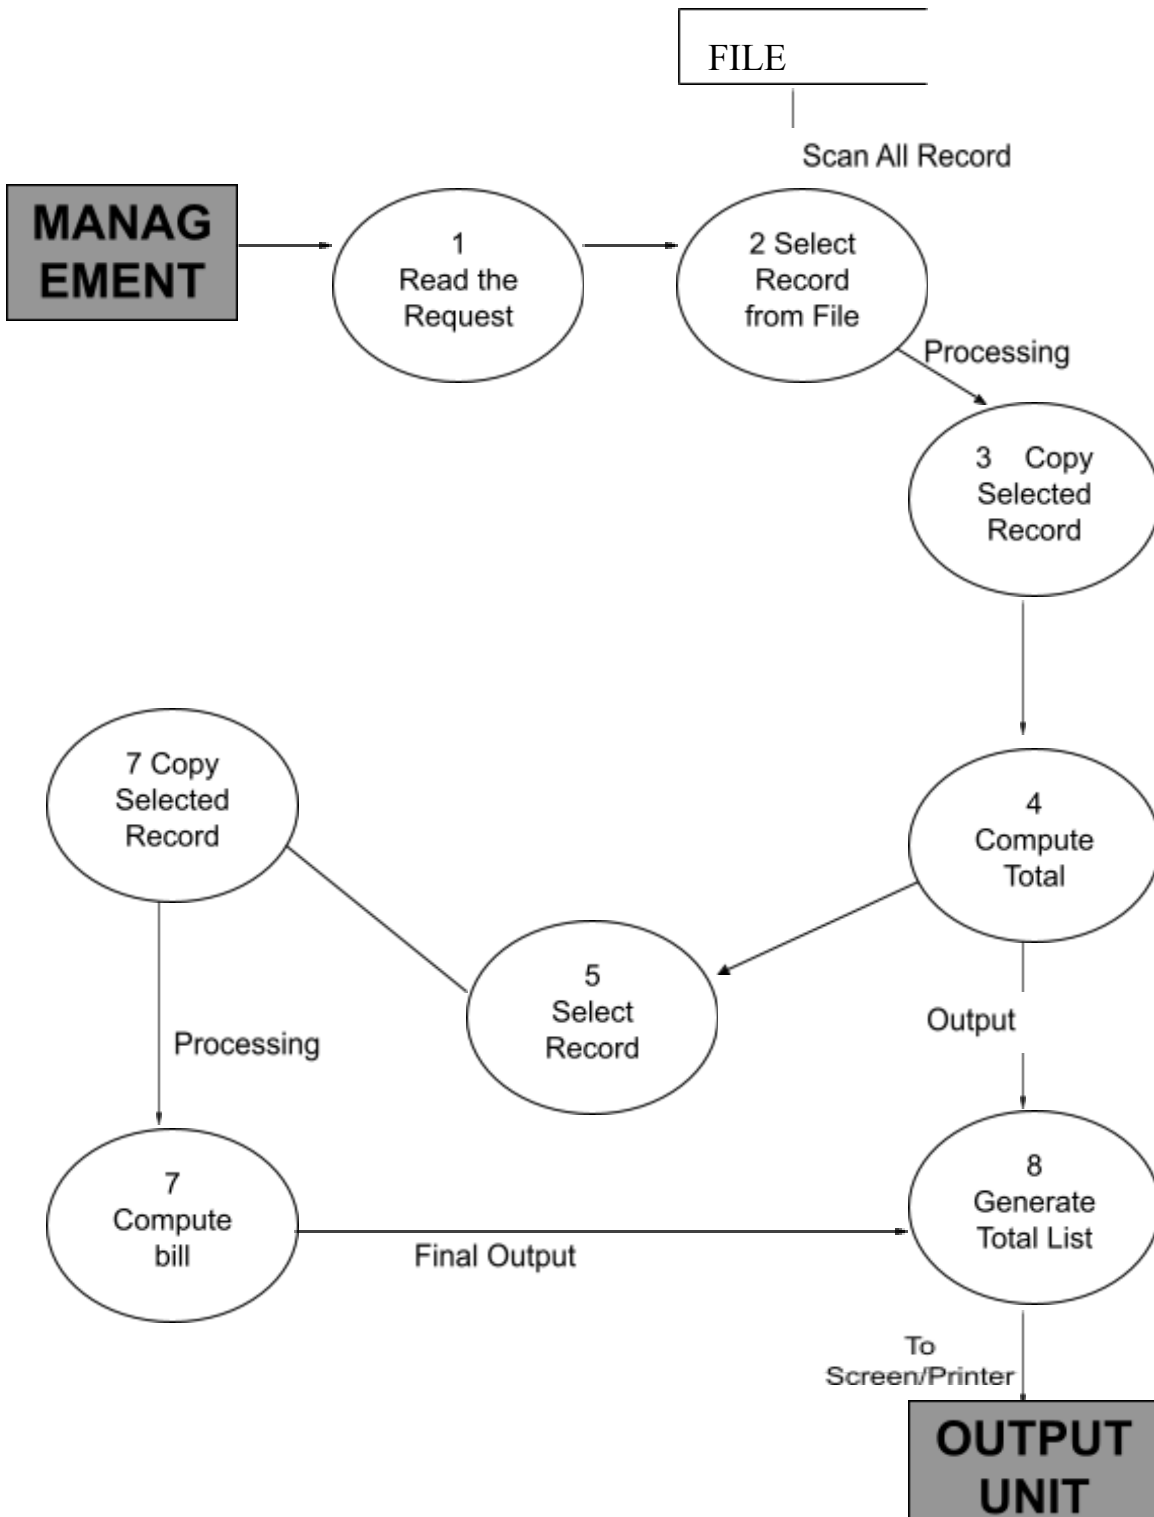 FILE
Scan All Record
MANAG
EMENT
1
Read the
Request
2 Select
Record
from File
Processing
3 Copy
Selected
Record
7 Copy
Selected
Record
4
Compute
Total
5
Select
Record
Output
Processing
7
Compute
bill
Final Output
8
Generate
Total List
To
Screen/Printer
OUTPUT
UNIT